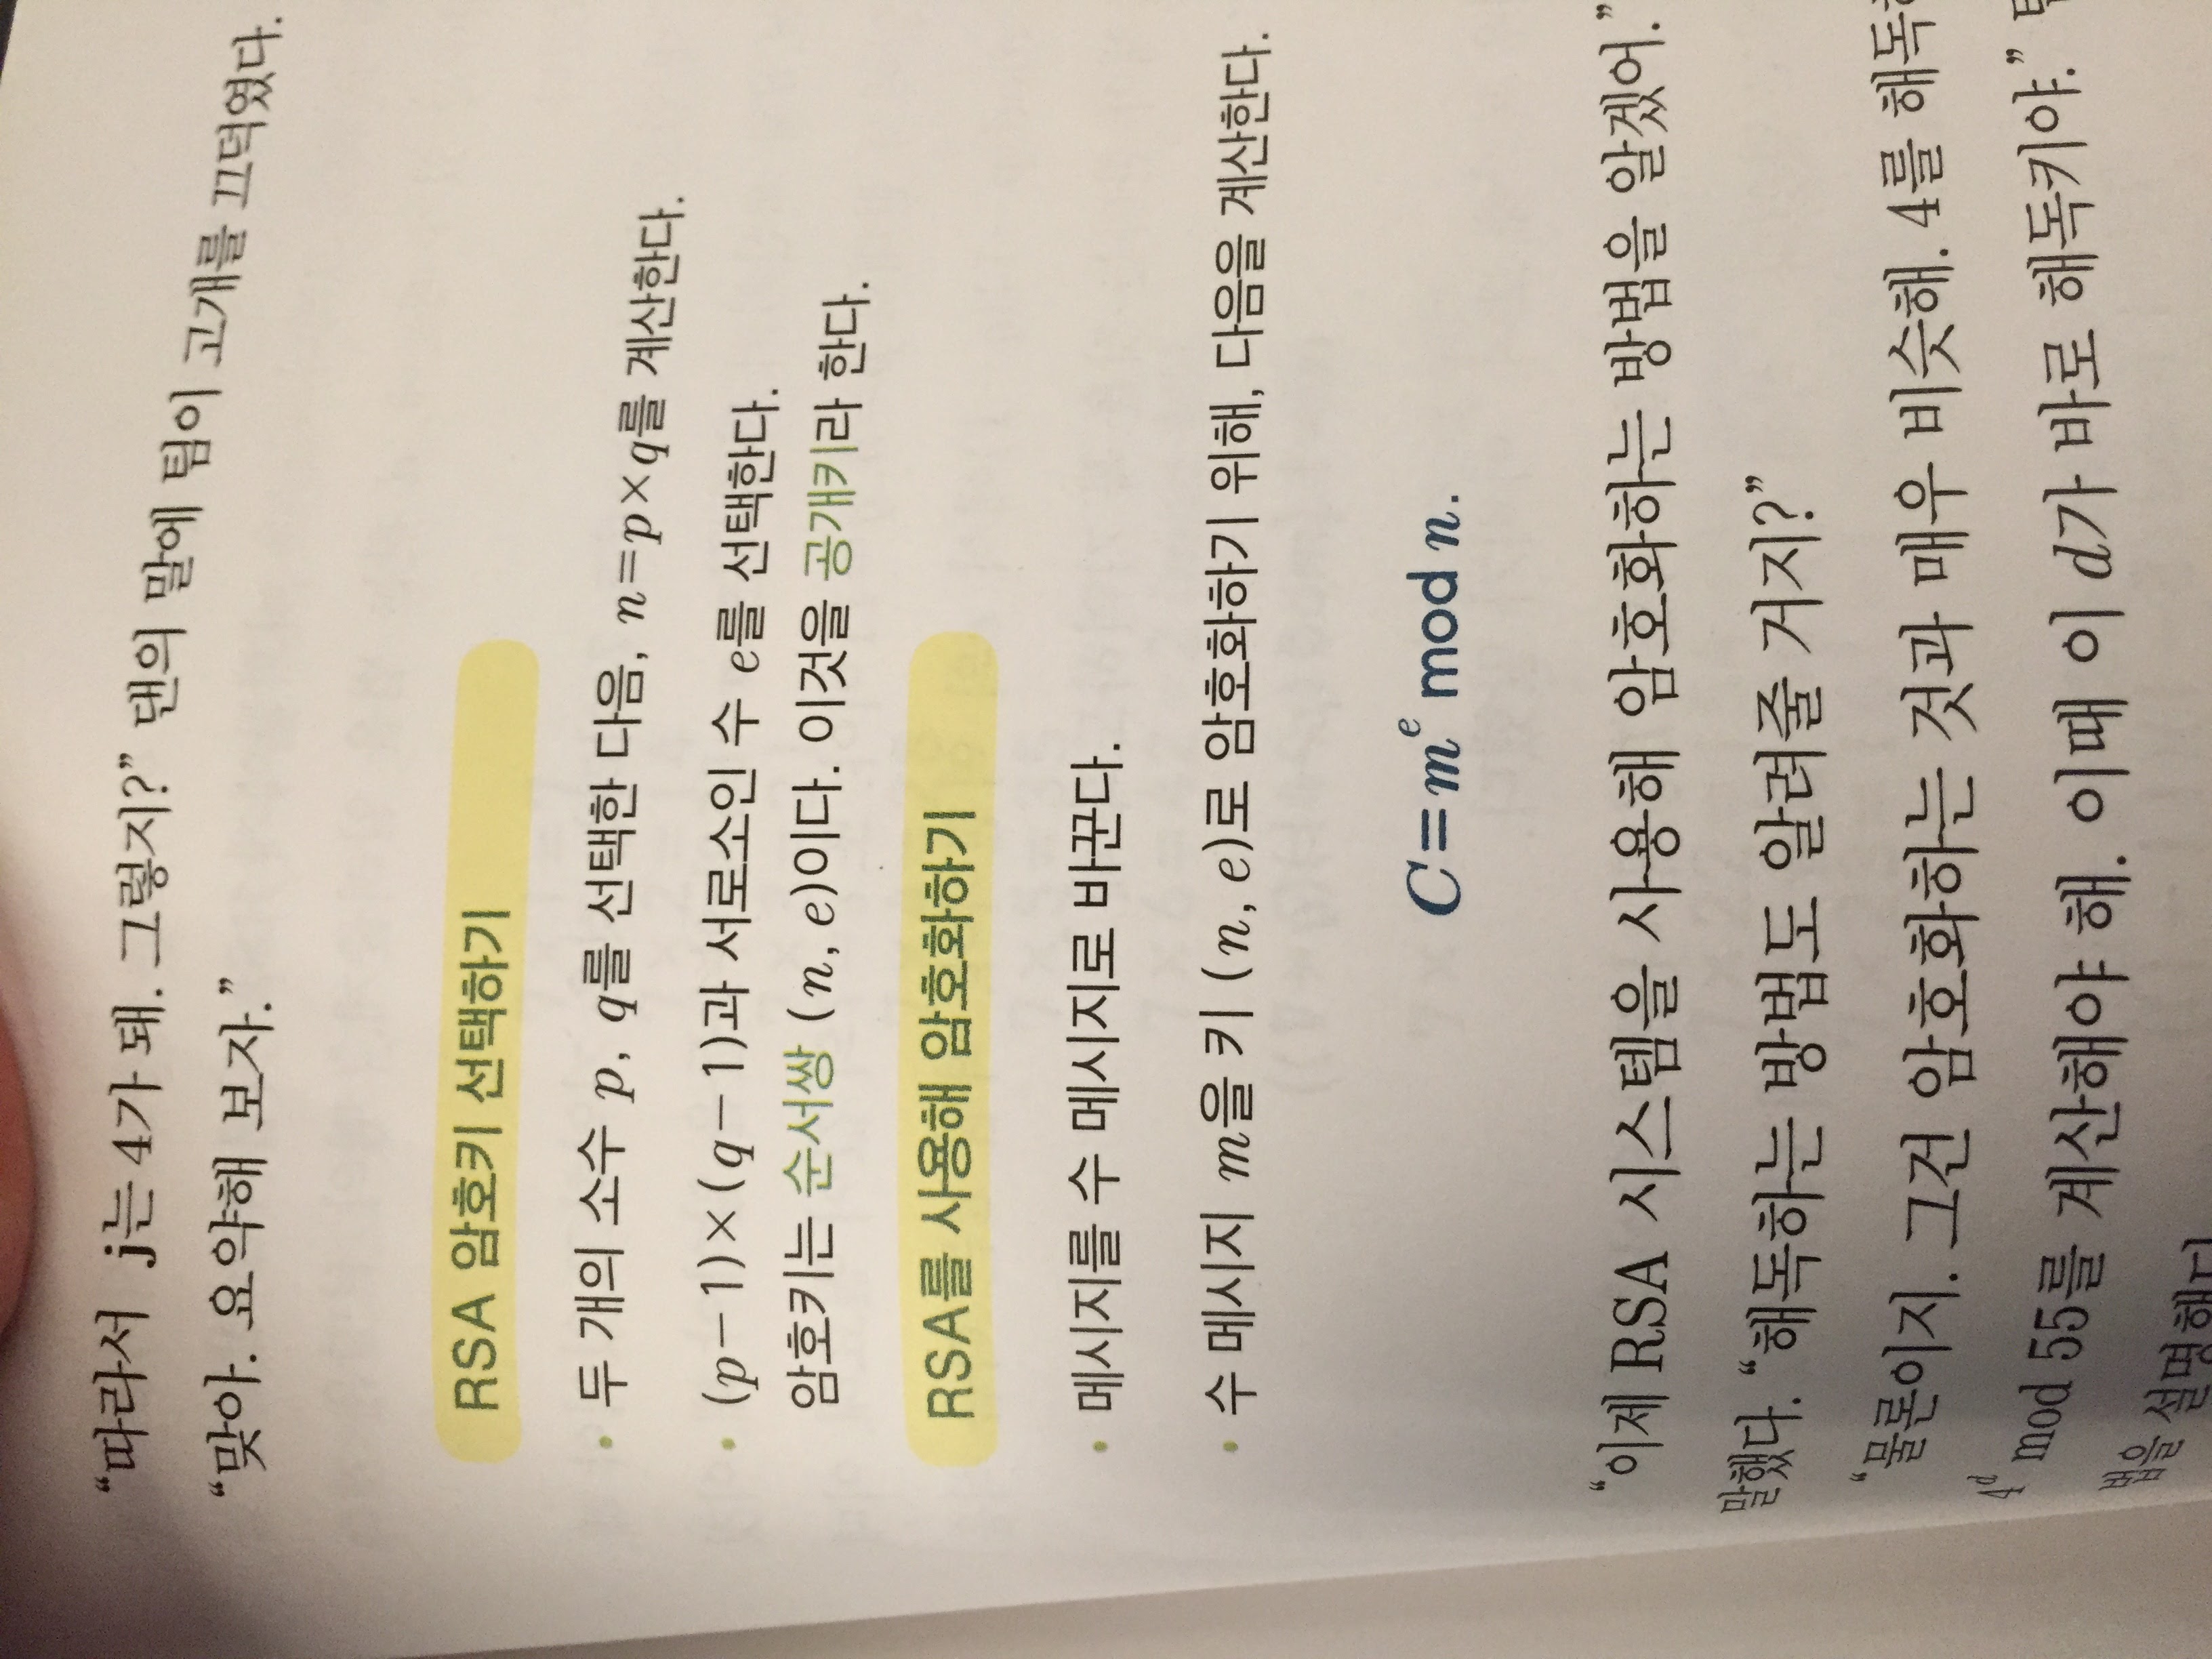 “따라서 j는 4가 돼. 그렇지?” 댄의 말에 팀이 고개를 끄덕였다.
“맞아. 요약해 보자.”
RSA 암호키 선택하기
• 두 개의 소수 p, q를 선택한 다음, n=p×q를 계산한다.
• (p−1)×(q−1)과 서로소인 수 e를 선택한다.
암호키는 순서쌍 (n, e)이다. 이것을 공개키라 한다.
RSA를 사용해 암호화하기
• 메시지를 수 메시지로 바꾼다.
• 수 메시지 m을 키 (n, e)로 암호화하기 위해, 다음을 계산한다.
C=mᵉ mod n.
“이제 RSA 시스템을 사용해 암호화하는 방법을 알겠어.”
말했다. “해독하는 방법도 알려줄 거지?”
“물론이지. 그건 암호화하는 것과 매우 비슷해. 4를 해독
4ᵈ mod 55를 계산해야 해. 이때 이 d가 바로 해독키야.”
법을 설명했다